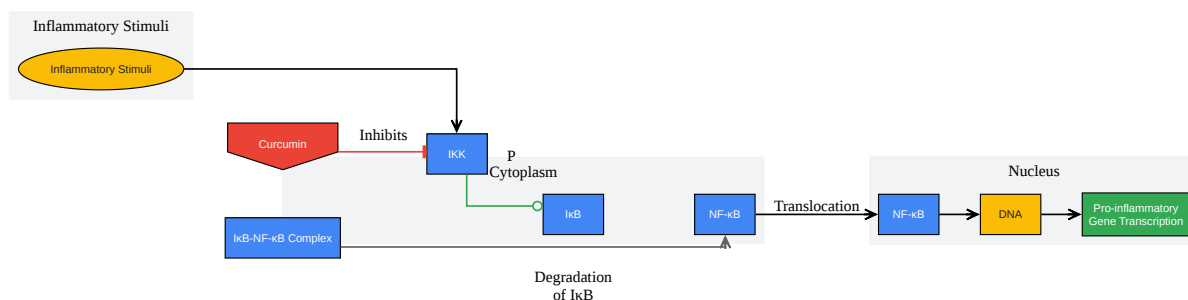 Inflammatory Stimuli
Inflammatory Stimuli
Curcumin
Inhibits
IKK
P
Cytoplasm
IκB
NF-κB
Translocation
Nucleus
NF-κB
DNA
Pro-inflammatory
Gene Transcription
IκB-NF-κB Complex
Degradation
of IκB